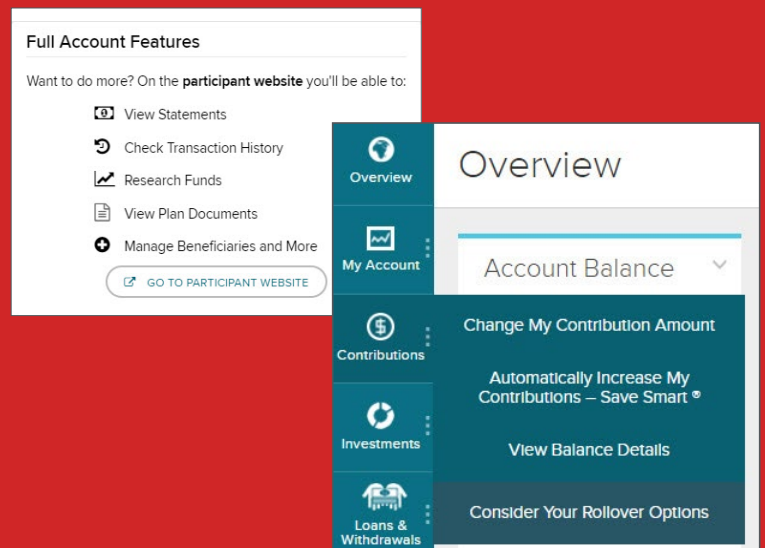 Full Account Features
Want to do more? On the participant website you'll be able to:
View Statements
Check Transaction History
Research Funds
View Plan Documents
Manage Beneficiaries and More
GO TO PARTICIPANT WEBSITE
Overview
My Account
Contributions
Investments
Loans &
Withdrawals
Overview
Account Balance
Change My Contribution Amount
Automatically Increase My
Contributions – Save Smart ®
View Balance Details
Consider Your Rollover Options